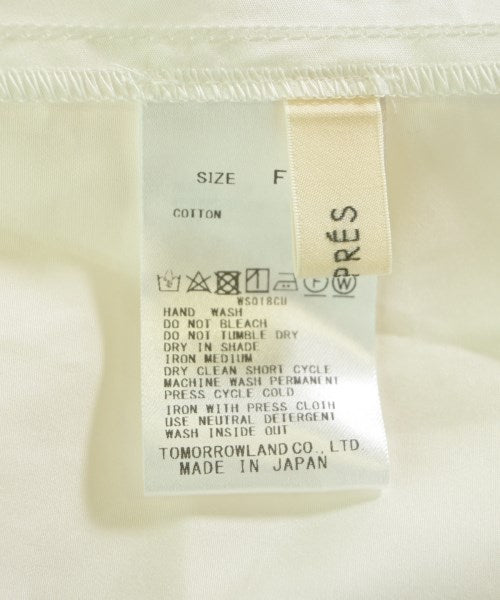 SIZE F
COTTON
PRÉS
WS018CU
HAND WASH
DO NOT BLEACH
DO NOT TUMBLE DRY
DRY IN SHADE
IRON MEDIUM
DRY CLEAN SHORT CYCLE
MACHINE WASH PERMANENT
PRESS CYCLE COLD
IRON WITH PRESS CLOTH
USE NEUTRAL DETERGENT
WASH INSIDE OUT
TOMORROWLAND CO., LTD.
MADE IN JAPAN